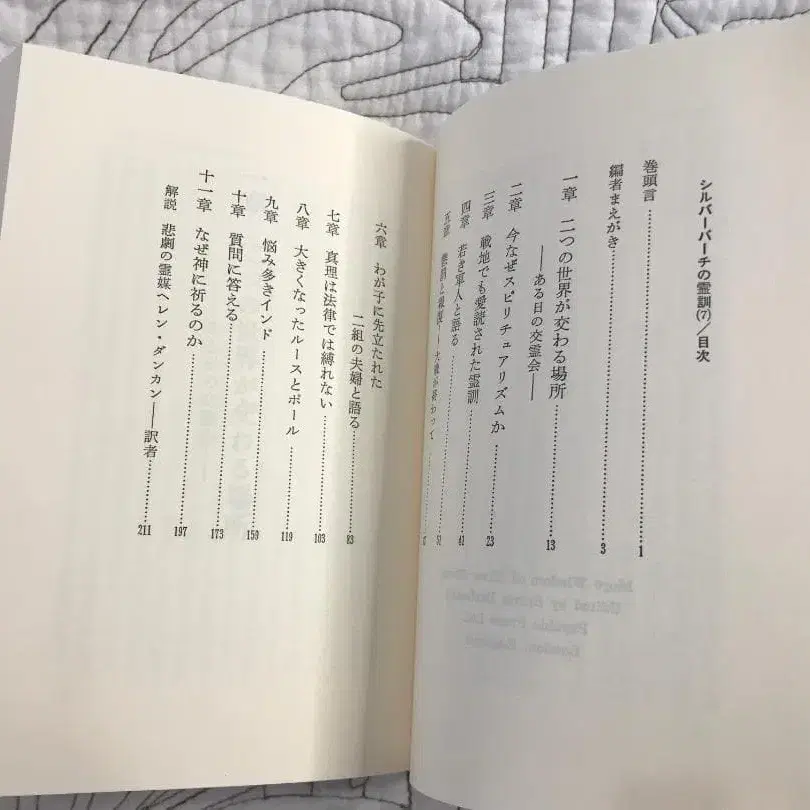 シルバーバーチの霊訓(7)/目次
巻頭言……1
編者まえがき……3
一章 二つの世界が交わる場所
——ある日の交霊会——……13
二章 今なぜスピリチュアリズムか……23
三章 戦地でも愛読された霊訓……41
四章 若き軍人と語る……51
五章 大戦が終わって……
六章 わが子に先立たれた
二組の夫婦と語る……83
七章 真理は法律では縛れない……103
八章 大きくなったルースとポール……119
九章 悩み多きインド……159
十章 質問に答える……173
十一章 なぜ神に祈るのか……197
解説 悲劇の霊媒ヘレン・ダンカン——訳者……211